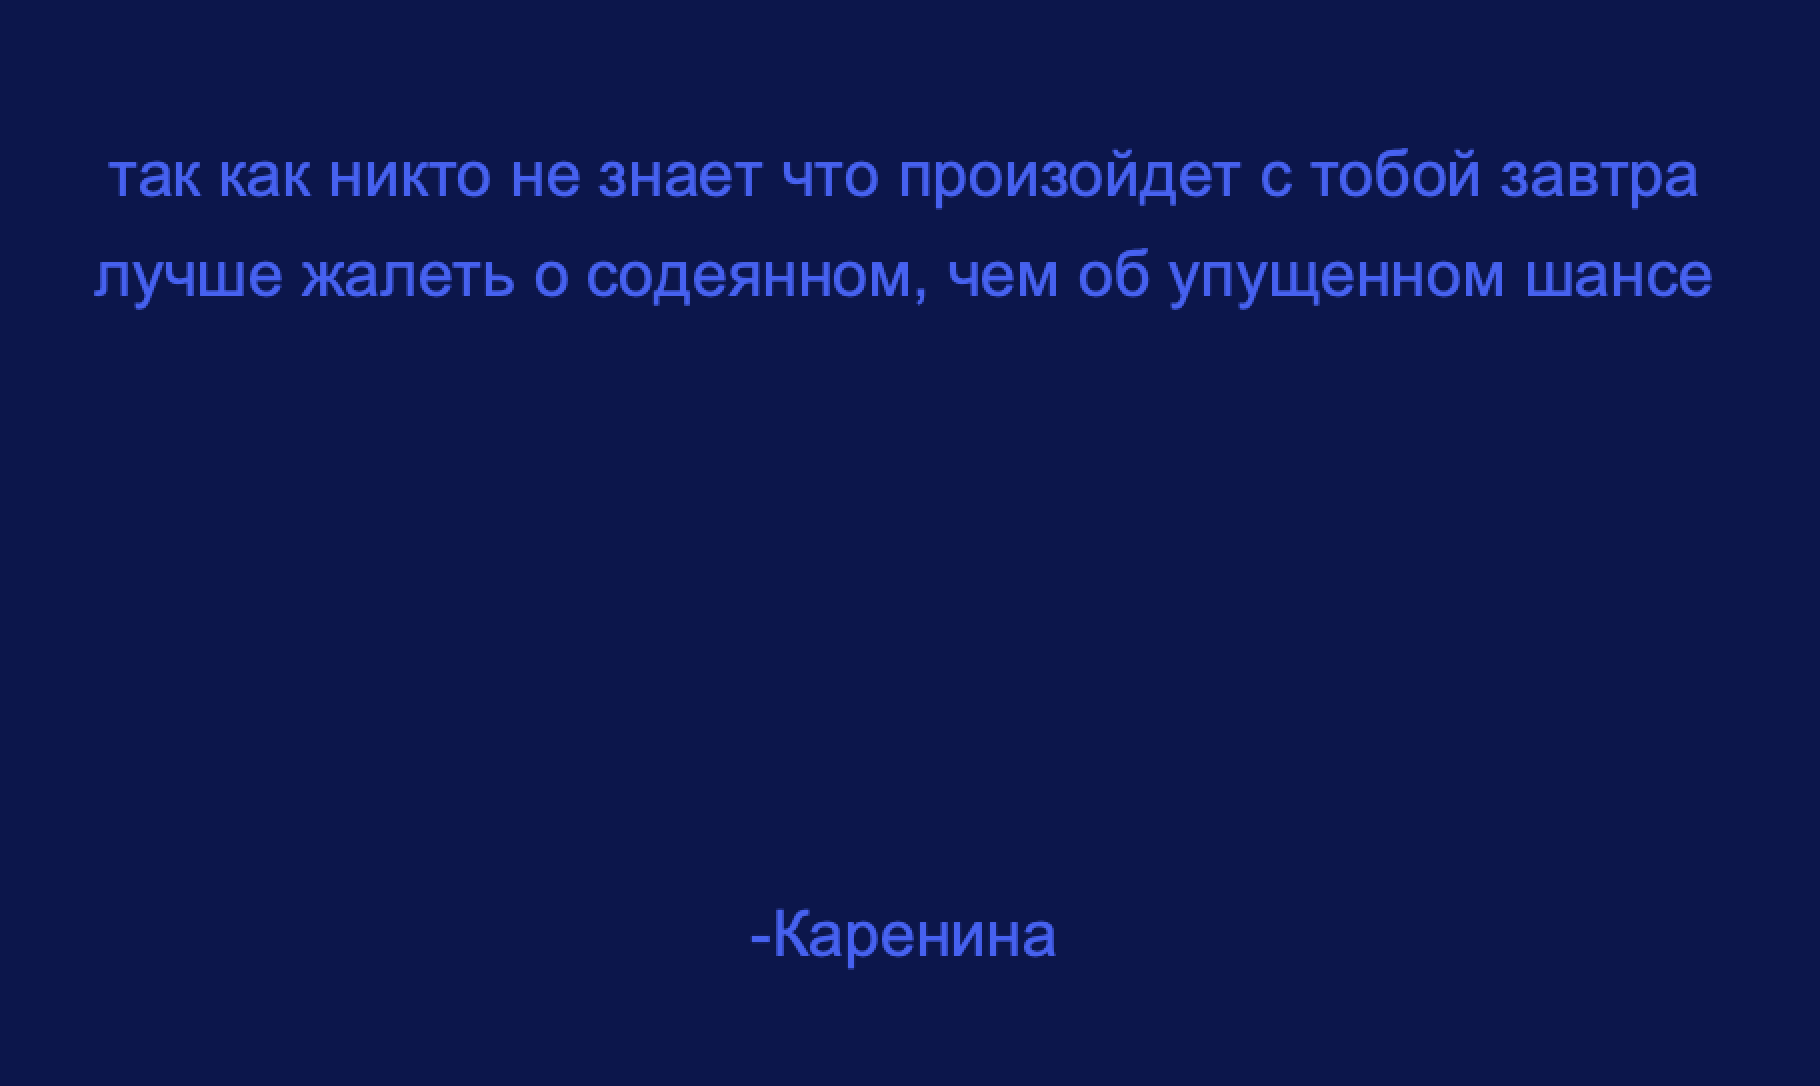 так как никто не знает что произойдет с тобой завтра
лучше жалеть о содеянном, чем об упущенном шансе
-Каренина